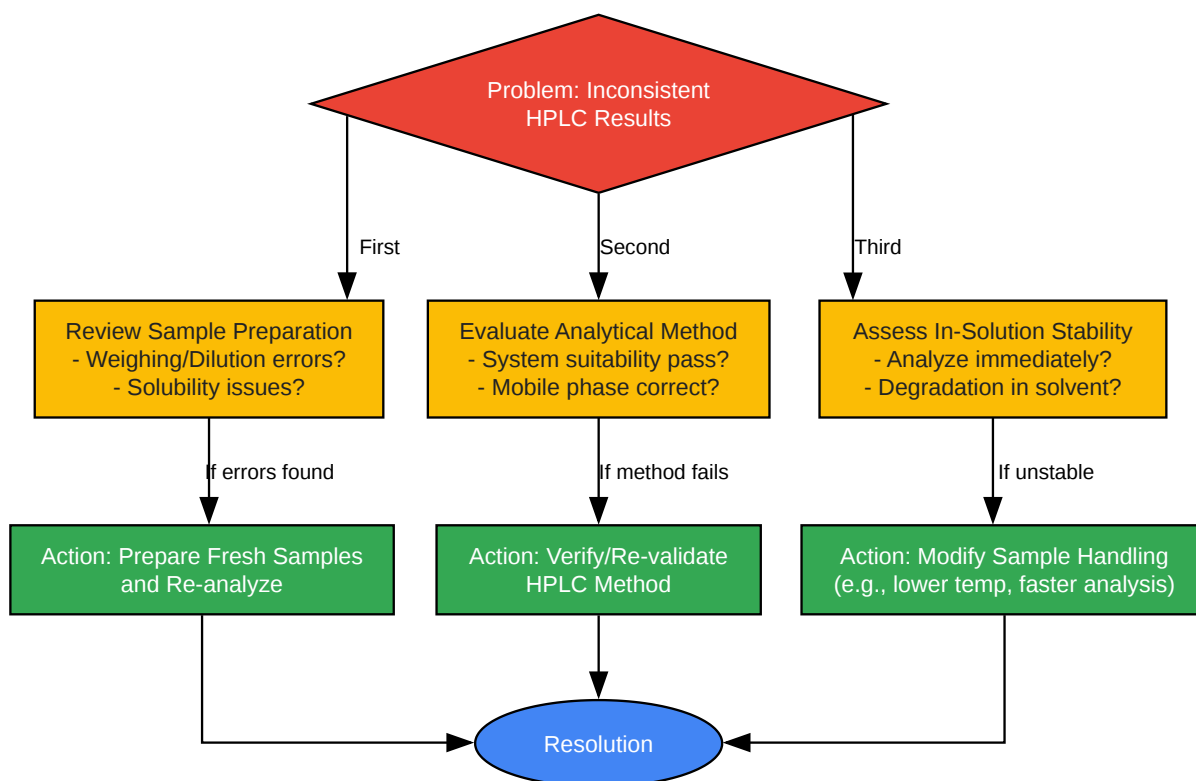 Problem: Inconsistent
HPLC Results
First
Second
Third
Review Sample Preparation
- Weighing/Dilution errors?
- Solubility issues?
Evaluate Analytical Method
- System suitability pass?
- Mobile phase correct?
Assess In-Solution Stability
- Analyze immediately?
- Degradation in solvent?
If errors found
If method fails
If unstable
Action: Prepare Fresh Samples
and Re-analyze
Action: Verify/Re-validate
HPLC Method
Action: Modify Sample Handling
(e.g., lower temp, faster analysis)
Resolution